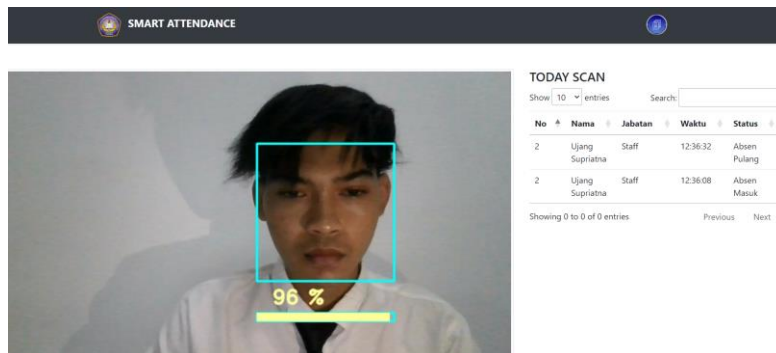 SMART ATTENDANCE
TODAY SCAN
Show 10 entries Search:
No Nama Jabatan Waktu Status
2 Ujang Supriatna Staff 12:36:32 Absen Pulang
2 Ujang Supriatna Staff 12:36:08 Absen Masuk
Showing 0 to 0 of 0 entries Previous Next
96 %